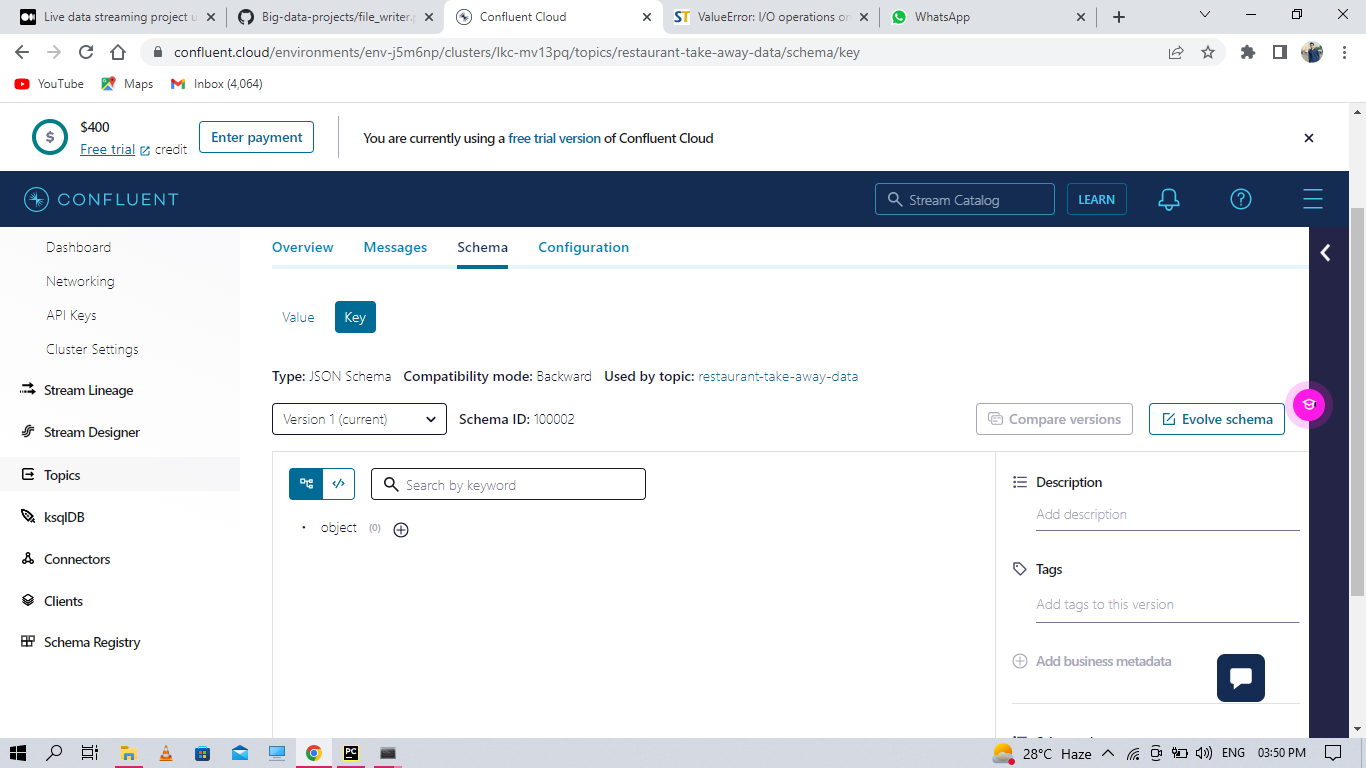 Live data streaming project u
Big-data-projects/file_writer.p
Confluent Cloud
ValueError: I/O operations on
WhatsApp
confluent.cloud/environments/env-j5m6np/clusters/lkc-mv13pq/topics/restaurant-take-away-data/schema/key
YouTube
Maps
Inbox (4,064)
$400
Free trial credit
Enter payment
You are currently using a free trial version of Confluent Cloud
CONFLUENT
Stream Catalog
LEARN
Dashboard
Networking
API Keys
Cluster Settings
Stream Lineage
Stream Designer
Topics
ksqlDB
Connectors
Clients
Schema Registry
Overview
Messages
Schema
Configuration
Value
Key
Type: JSON Schema Compatibility mode: Backward Used by topic: restaurant-take-away-data
Version 1 (current)
Schema ID: 100002
Compare versions
Evolve schema
Search by keyword
object (0)
Description
Add description
Tags
Add tags to this version
Add business metadata
28°C Haze
ENG
03:50 PM